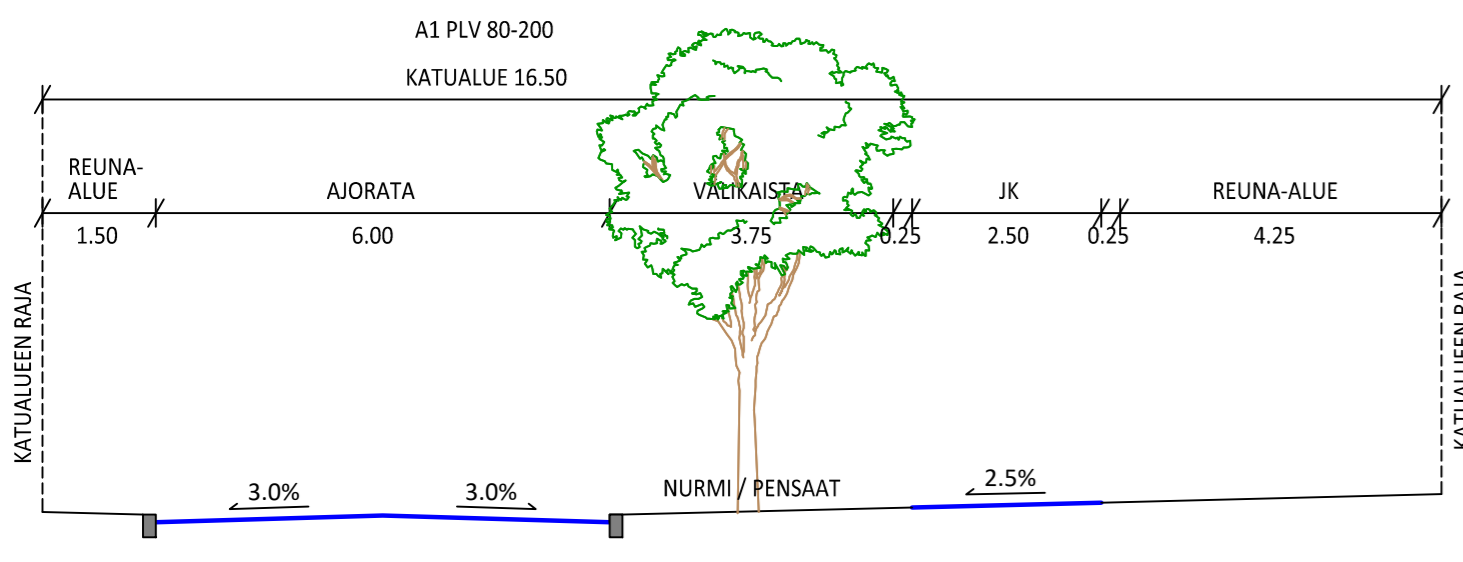 A1 PLV 80-200
KATUALUE 16.50
REUNA-
ALUE
AJORATA
VÄLIKAISTA
JK
REUNA-ALUE
1.50
6.00
3.75
0.25
2.50
0.25
4.25
KATUALUEEN RAJA
KATUALUEEN RAJA
3.0%
3.0%
NURMI / PENSAAT
2.5%